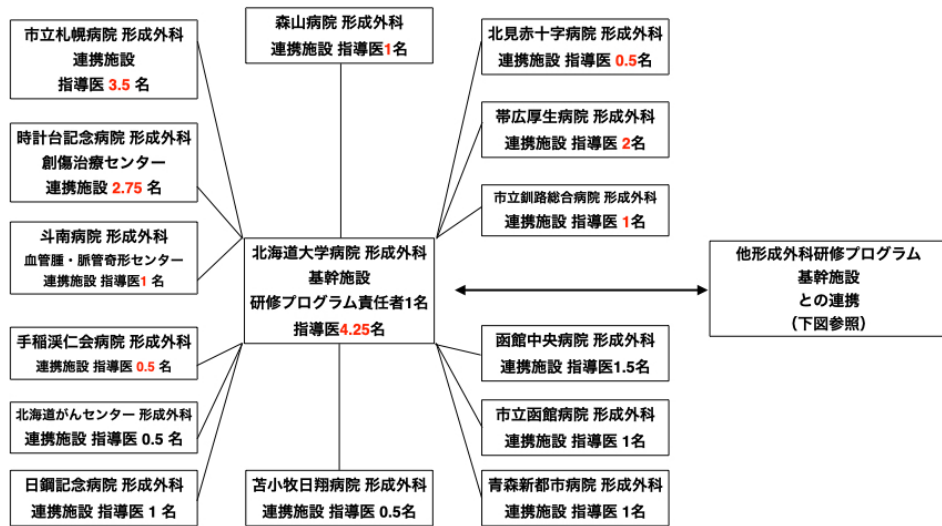 市立札幌病院 形成外科
連携施設
指導医 3.5 名
森山病院 形成外科
連携施設 指導医1名
北見赤十字病院 形成外科
連携施設 指導医 0.5名
時計台記念病院 形成外科
創傷治療センター
連携施設 2.75 名
帯広厚生病院 形成外科
連携施設 指導医 2名
斗南病院 形成外科
血管腫・脈管奇形センター
連携施設 指導医1 名
市立釧路総合病院 形成外科
連携施設 指導医 1名
北海道大学病院 形成外科
基幹施設
研修プログラム責任者1名
指導医4.25名
他形成外科研修プログラム
基幹施設
との連携
(下図参照)
手稲渓仁会病院 形成外科
連携施設 指導医 0.5 名
函館中央病院 形成外科
連携施設 指導医1.5名
北海道がんセンター 形成外科
連携施設 指導医 0.5 名
市立函館病院 形成外科
連携施設 指導医 1名
日鋼記念病院 形成外科
連携施設 指導医 1 名
苫小牧日翔病院 形成外科
連携施設 指導医 0.5名
青森新都市病院 形成外科
連携施設 指導医 1名